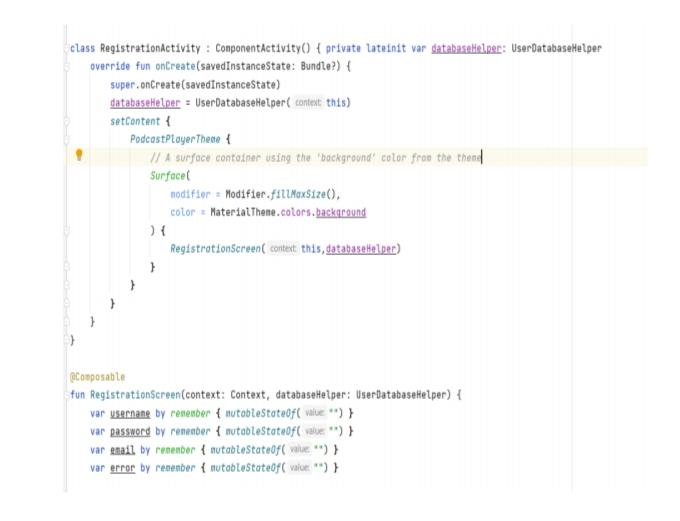 class RegistrationActivity : ComponentActivity() { private lateinit var databaseHelper: UserDatabaseHelper
override fun onCreate(savedInstanceState: Bundle?) {
super.onCreate(savedInstanceState)
databaseHelper = UserDatabaseHelper( context: this)
setContent {
PodcastPlayerTheme {
// A surface container using the 'background' color from the theme
Surface(
modifier = Modifier.fillMaxSize(),
color = MaterialTheme.colors.background
) {
RegistrationScreen( context: this,databaseHelper)
}
}
}
}
}
@Composable
fun RegistrationScreen(context: Context, databaseHelper: UserDatabaseHelper) {
var username by remember { mutableStateOf( value: "") }
var password by remember { mutableStateOf( value: "") }
var email by remember { mutableStateOf( value: "") }
var error by remember { mutableStateOf( value: "") }